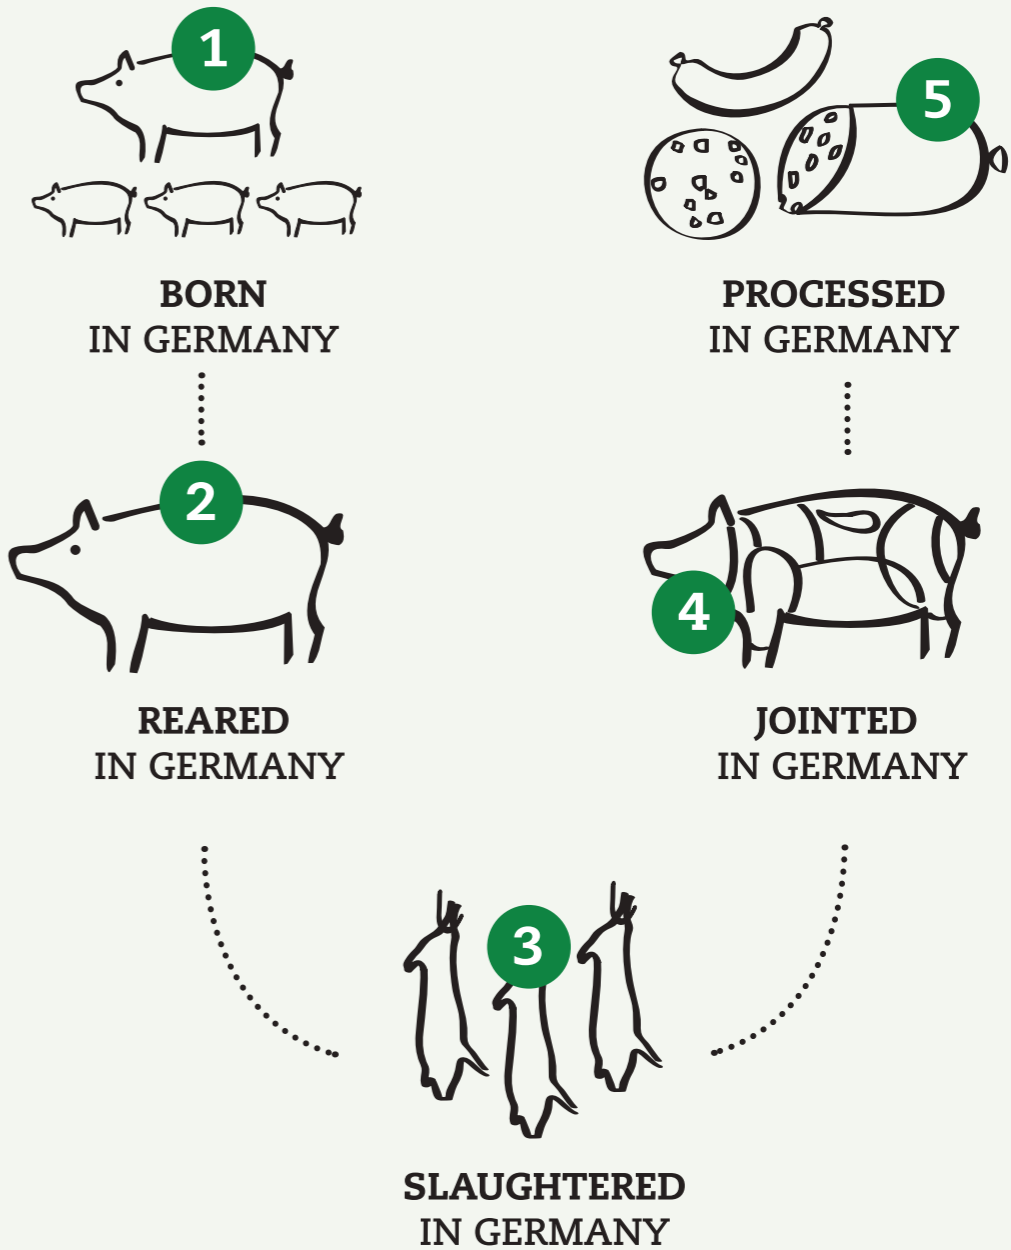 1
BORN
IN GERMANY
2
REARED
IN GERMANY
3
SLAUGHTERED
IN GERMANY
4
JOINTED
IN GERMANY
5
PROCESSED
IN GERMANY